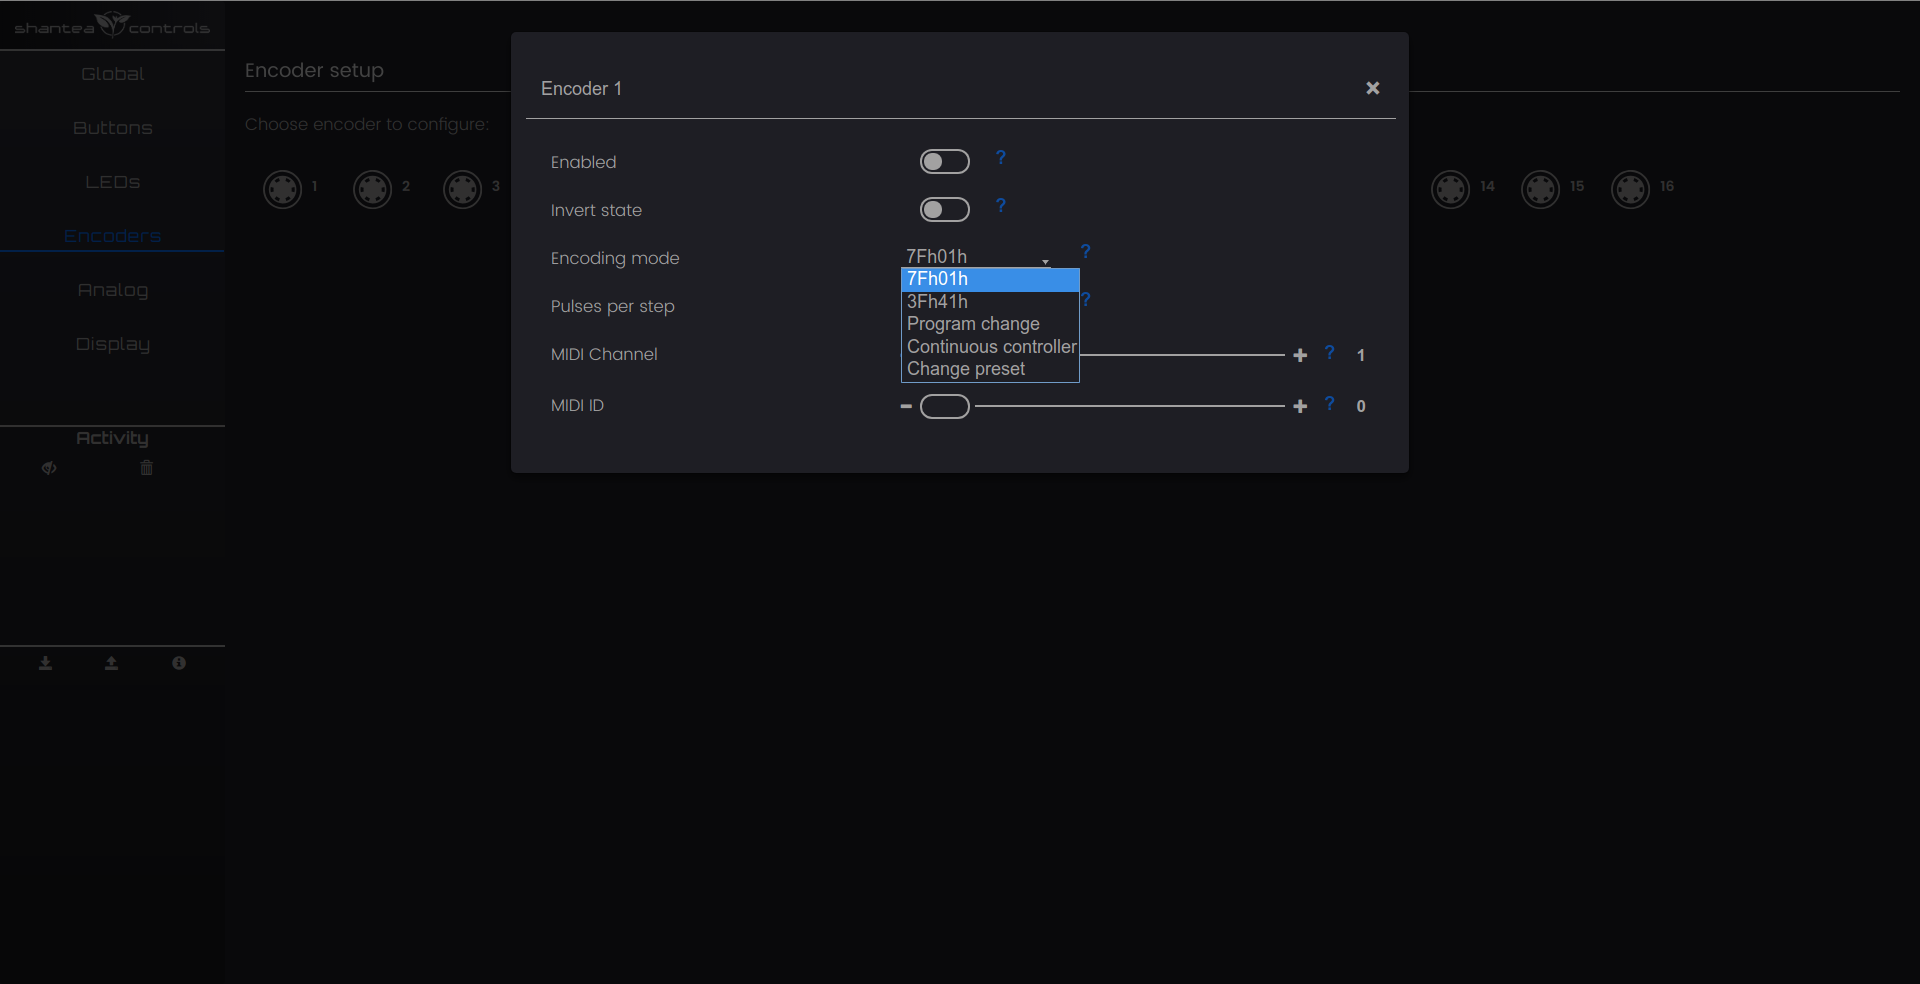 shantea controls
Global
Buttons
LEDs
Encoders
Analog
Display
Activity
Encoder setup
Choose encoder to configure:
1 2 3 14 15 16
Encoder 1
Enabled ?
Invert state ?
Encoding mode 7Fh01h ?
7Fh01h
3Fh41h
Program change
Continuous controller
Change preset
Pulses per step ?
MIDI Channel ? 1
MIDI ID ? 0